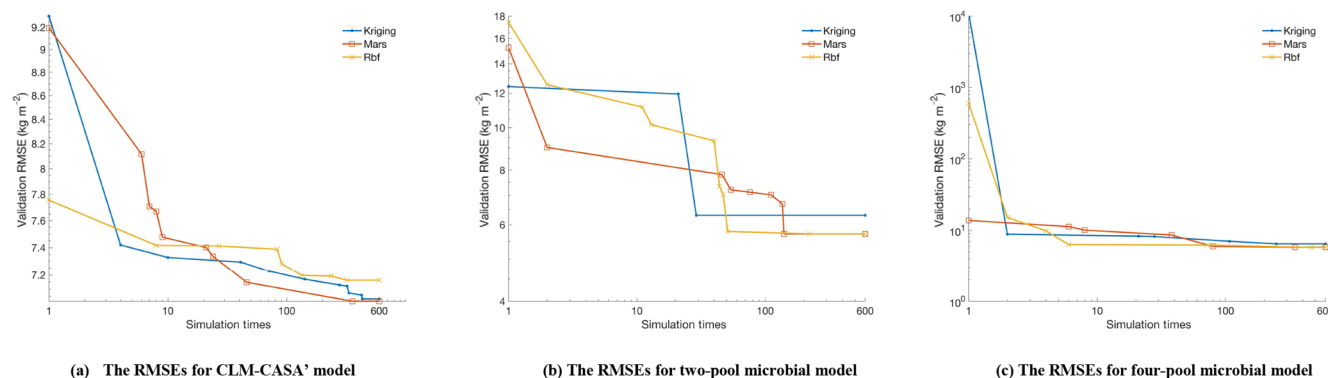 9.2
9
8.8
8.6
8.4
8.2
8
7.8
7.6
7.4
7.2
Validation RMSE (kg m⁻²)
1
10
100
600
Simulation times
Kriging
Mars
Rbf
(a) The RMSEs for CLM-CASA’ model
18
16
14
12
10
8
6
4
Validation RMSE (kg m⁻²)
1
10
100
600
Simulation times
Kriging
Mars
Rbf
(b) The RMSEs for two-pool microbial model
10⁴
10³
10²
10¹
10⁰
Validation RMSE (kg m⁻²)
1
10
100
600
Simulation times
Kriging
Mars
Rbf
(c) The RMSEs for four-pool microbial model